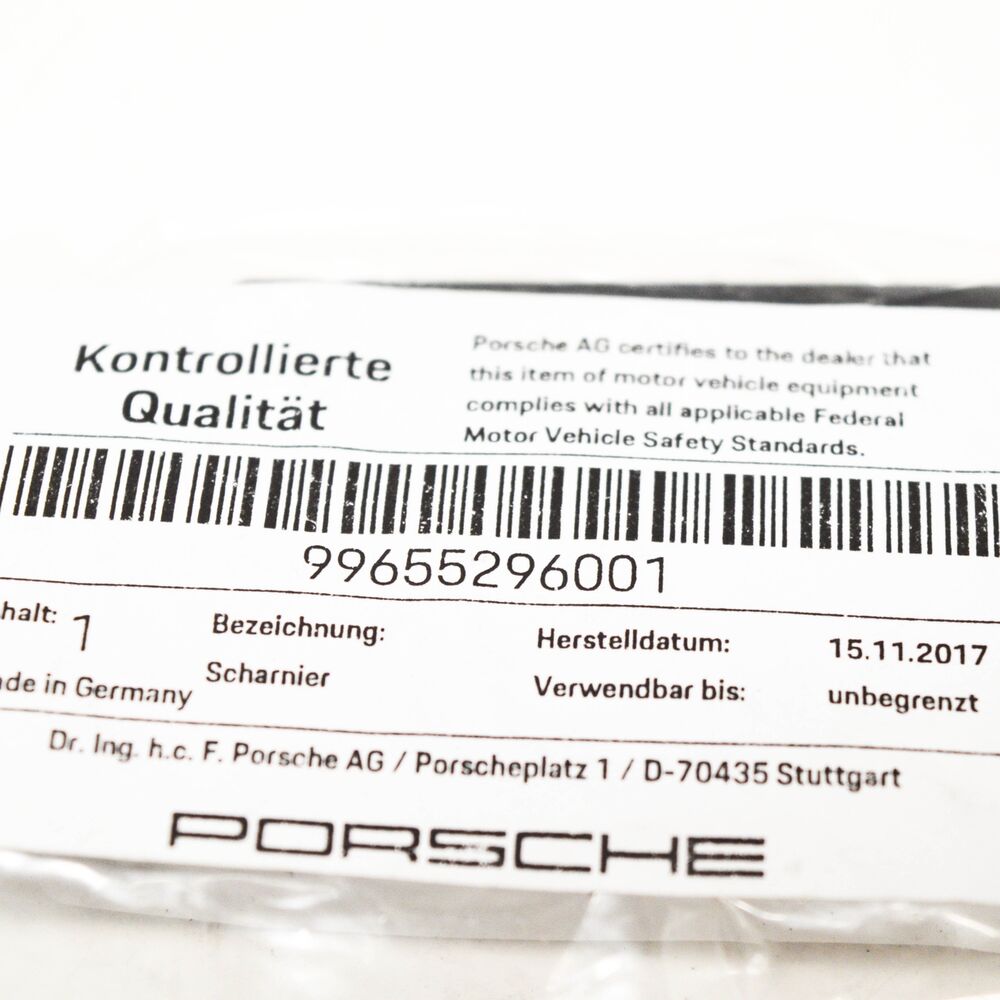 Kontrollierte
Qualität
Porsche AG certifies to the dealer that
this item of motor vehicle equipment
complies with all applicable Federal
Motor Vehicle Safety Standards.
99655296001
halt: 1
Bezeichnung:
Scharnier
Herstelldatum: 15.11.2017
Verwendbar bis: unbegrenzt
de in Germany
Dr. Ing. h.c. F. Porsche AG / Porscheplatz 1 / D-70435 Stuttgart
PORSCHE